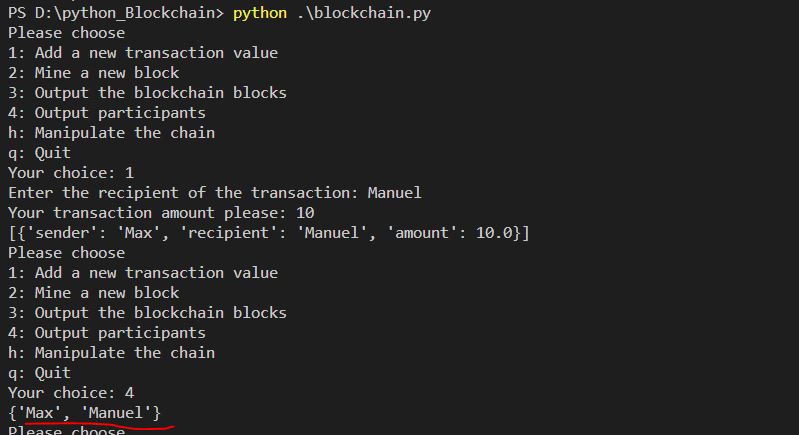 PS D:\python_Blockchain> python .\blockchain.py
Please choose
1: Add a new transaction value
2: Mine a new block
3: Output the blockchain blocks
4: Output participants
h: Manipulate the chain
q: Quit
Your choice: 1
Enter the recipient of the transaction: Manuel
Your transaction amount please: 10
[{'sender': 'Max', 'recipient': 'Manuel', 'amount': 10.0}]
Please choose
1: Add a new transaction value
2: Mine a new block
3: Output the blockchain blocks
4: Output participants
h: Manipulate the chain
q: Quit
Your choice: 4
{'Max', 'Manuel'}
Please choose